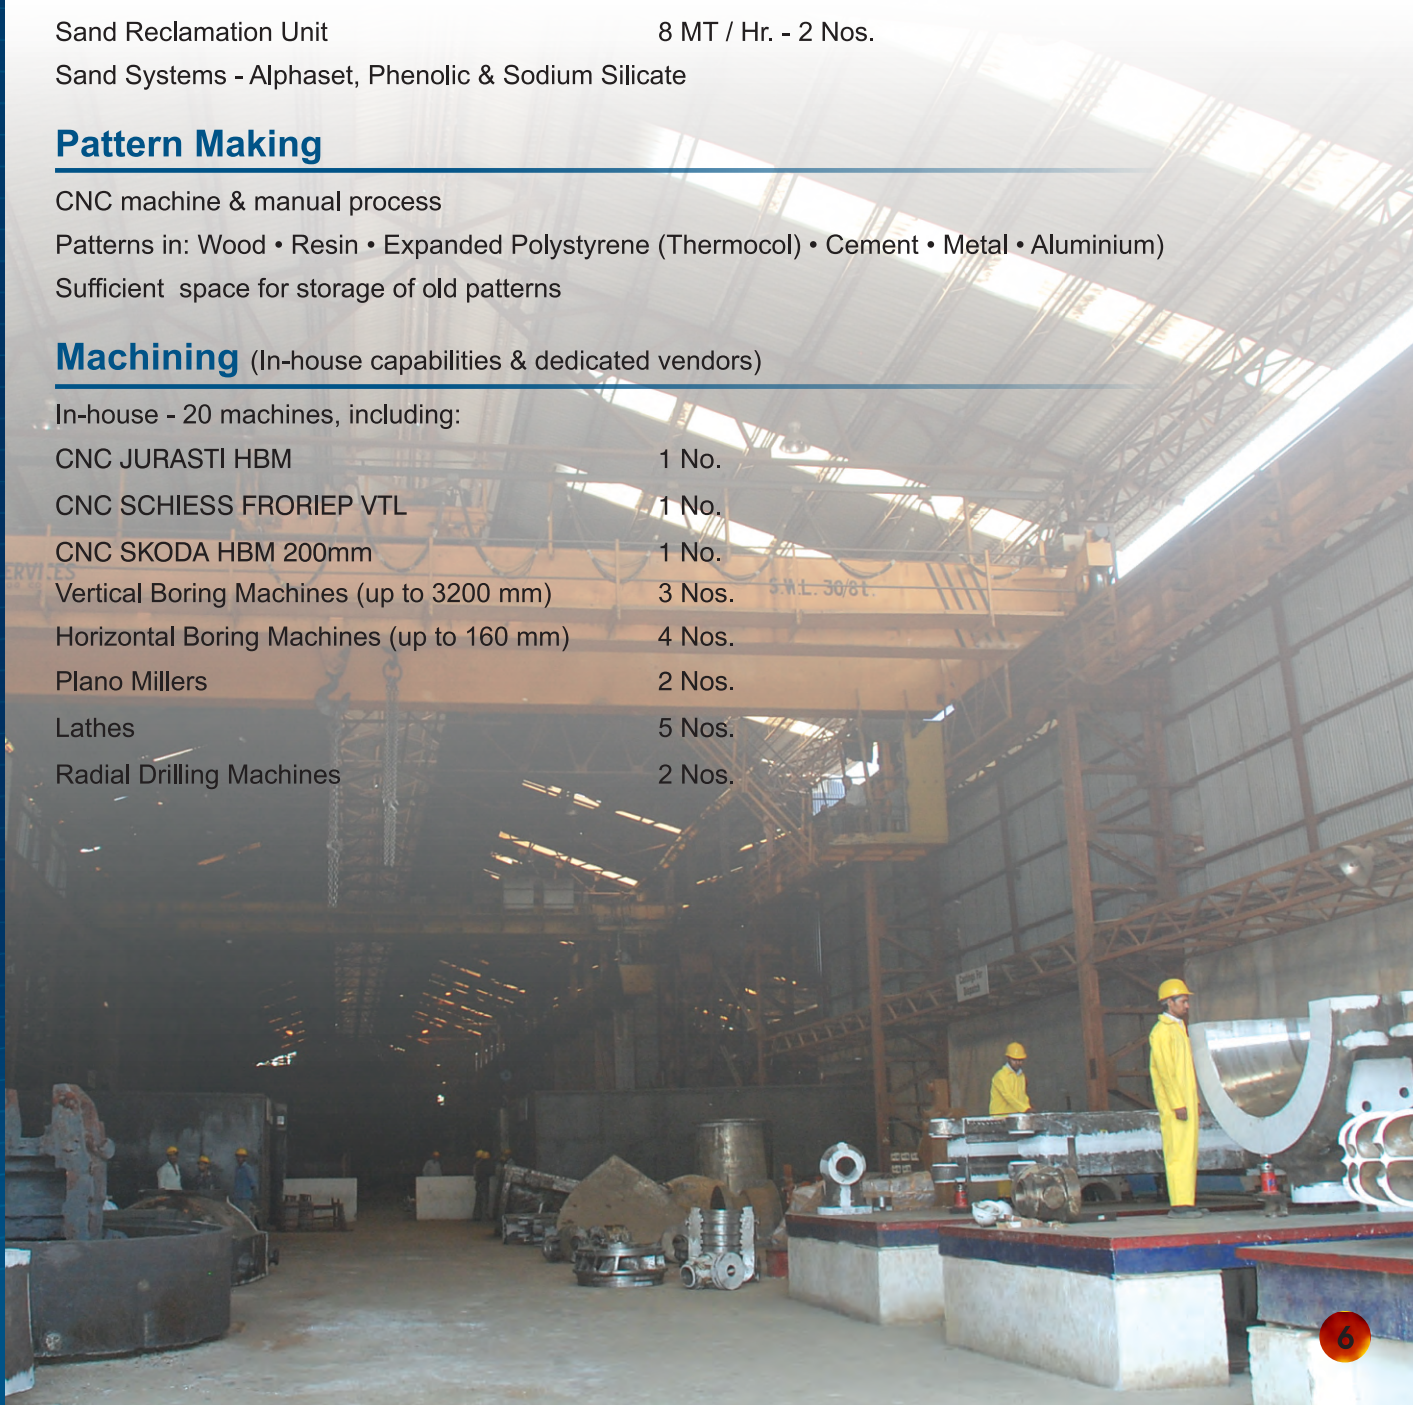 Sand Reclamation Unit 8 MT / Hr. - 2 Nos.
Sand Systems - Alphaset, Phenolic & Sodium Silicate
Pattern Making
CNC machine & manual process
Patterns in: Wood • Resin • Expanded Polystyrene (Thermocol) • Cement • Metal • Aluminium)
Sufficient space for storage of old patterns
Machining (In-house capabilities & dedicated vendors)
In-house - 20 machines, including:
CNC JURASTI HBM 1 No.
CNC SCHIESS FRORIEP VTL 1 No.
CNC SKODA HBM 200mm 1 No.
ERVICES
Vertical Boring Machines (up to 3200 mm) 3 Nos.
S.W.L. 30/8 t.
Horizontal Boring Machines (up to 160 mm) 4 Nos.
Plano Millers 2 Nos.
Lathes 5 Nos.
Radial Drilling Machines 2 Nos.
6